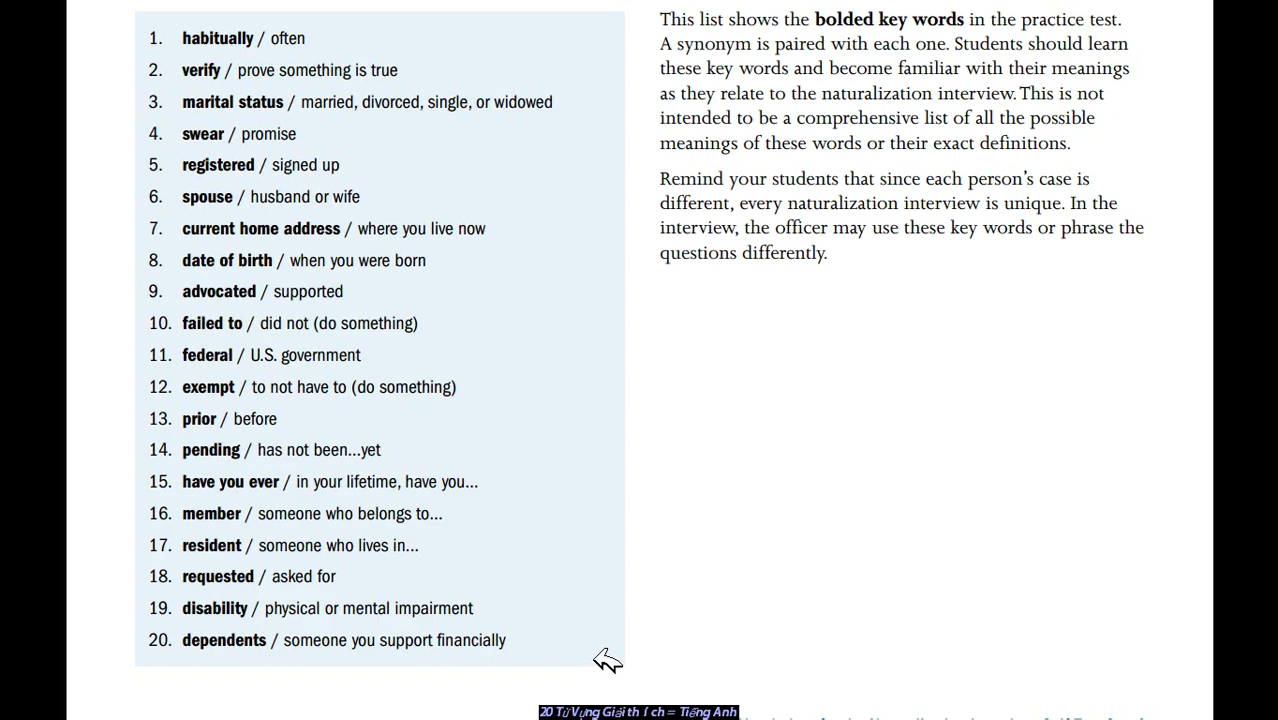 1. habitually / often
2. verify / prove something is true
3. marital status / married, divorced, single, or widowed
4. swear / promise
5. registered / signed up
6. spouse / husband or wife
7. current home address / where you live now
8. date of birth / when you were born
9. advocated / supported
10. failed to / did not (do something)
11. federal / U.S. government
12. exempt / to not have to (do something)
13. prior / before
14. pending / has not been...yet
15. have you ever / in your lifetime, have you...
16. member / someone who belongs to...
17. resident / someone who lives in...
18. requested / asked for
19. disability / physical or mental impairment
20. dependents / someone you support financially
This list shows the bolded key words in the practice test.
A synonym is paired with each one. Students should learn
these key words and become familiar with their meanings
as they relate to the naturalization interview. This is not
intended to be a comprehensive list of all the possible
meanings of these words or their exact definitions.
Remind your students that since each person's case is
different, every naturalization interview is unique. In the
interview, the officer may use these key words or phrase the
questions differently.
20 Từ Vựng Giải thích = Tiếng Anh